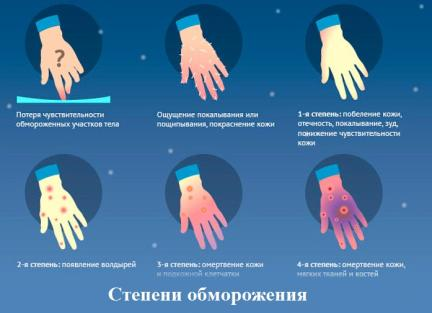 ?
Потеря чувствительности
обмороженных участков тела
Ощущение покалывания или
пощипывания, покраснение кожи
1-я степень: побеление кожи,
отечность, покалывание, зуд,
понижение чувствительности
кожи
2-я степень: появление волдырей
3-я степень: омертвение кожи
и подкожной клетчатки
4-я степень: омертвение кожи,
мягких тканей и костей
Степени обморожения